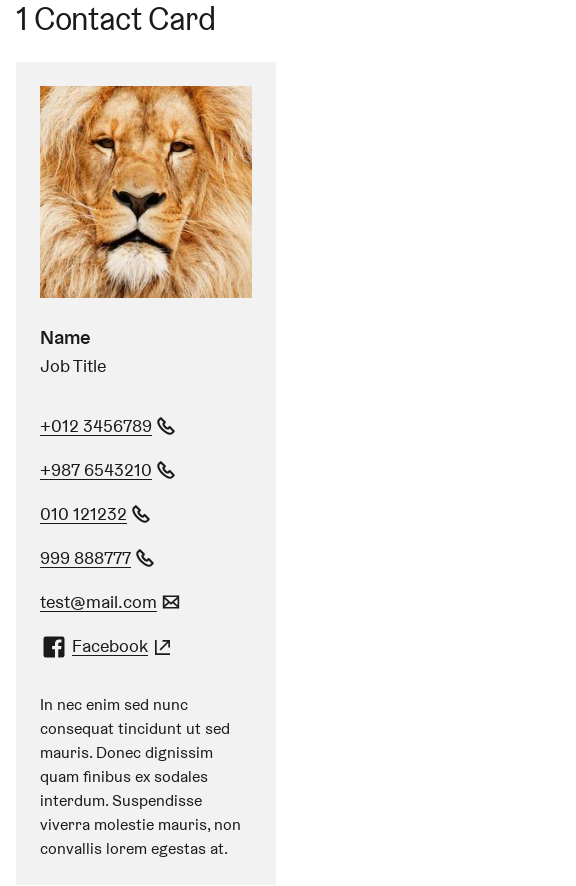 1 Contact Card
Name
Job Title
+012 3456789
+987 6543210
010 121232
999 888777
test@mail.com
Facebook
In nec enim sed nunc
consequat tincidunt ut sed
mauris. Donec dignissim
quam finibus ex sodales
interdum. Suspendisse
viverra molestie mauris, non
convallis lorem egestas at.